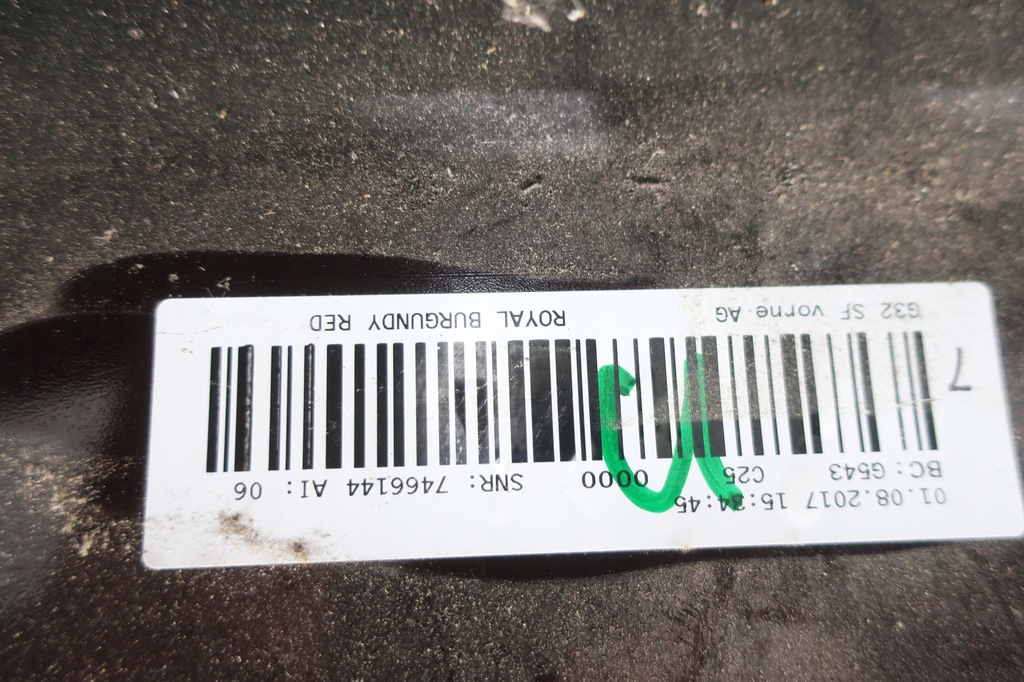 01.08.2017 15:34:45
BC: G543 C25 0000 SNR: 7466144 AI: 06
7
G32 SF vorne AG ROYAL BURGUNDY RED